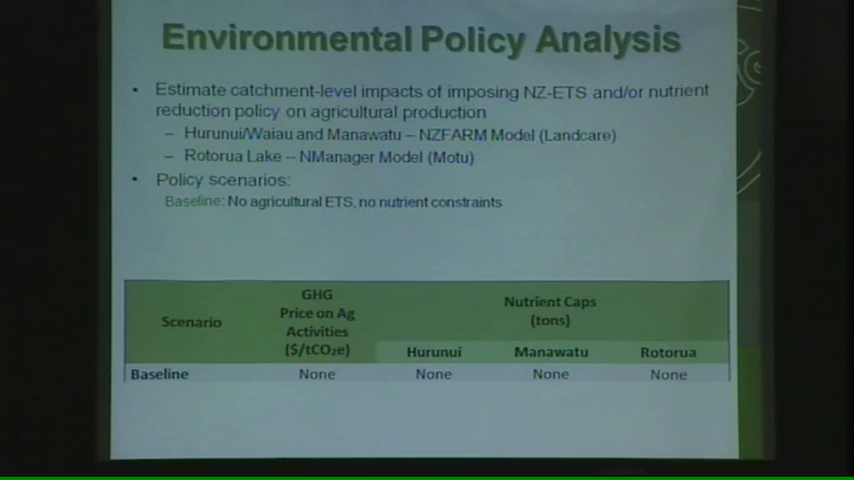 Environmental Policy Analysis
• Estimate catchment-level impacts of imposing NZ-ETS and/or nutrient
reduction policy on agricultural production
– Hurunui/Waiau and Manawatu – NZFARM Model (Landcare)
– Rotorua Lake – NManager Model (Motu)
• Policy scenarios:
Baseline: No agricultural ETS, no nutrient constraints
Scenario
GHG
Price on Ag
Activities
($/tCO₂e)
Nutrient Caps
(tons)
Hurunui Manawatu Rotorua
Baseline None None None None